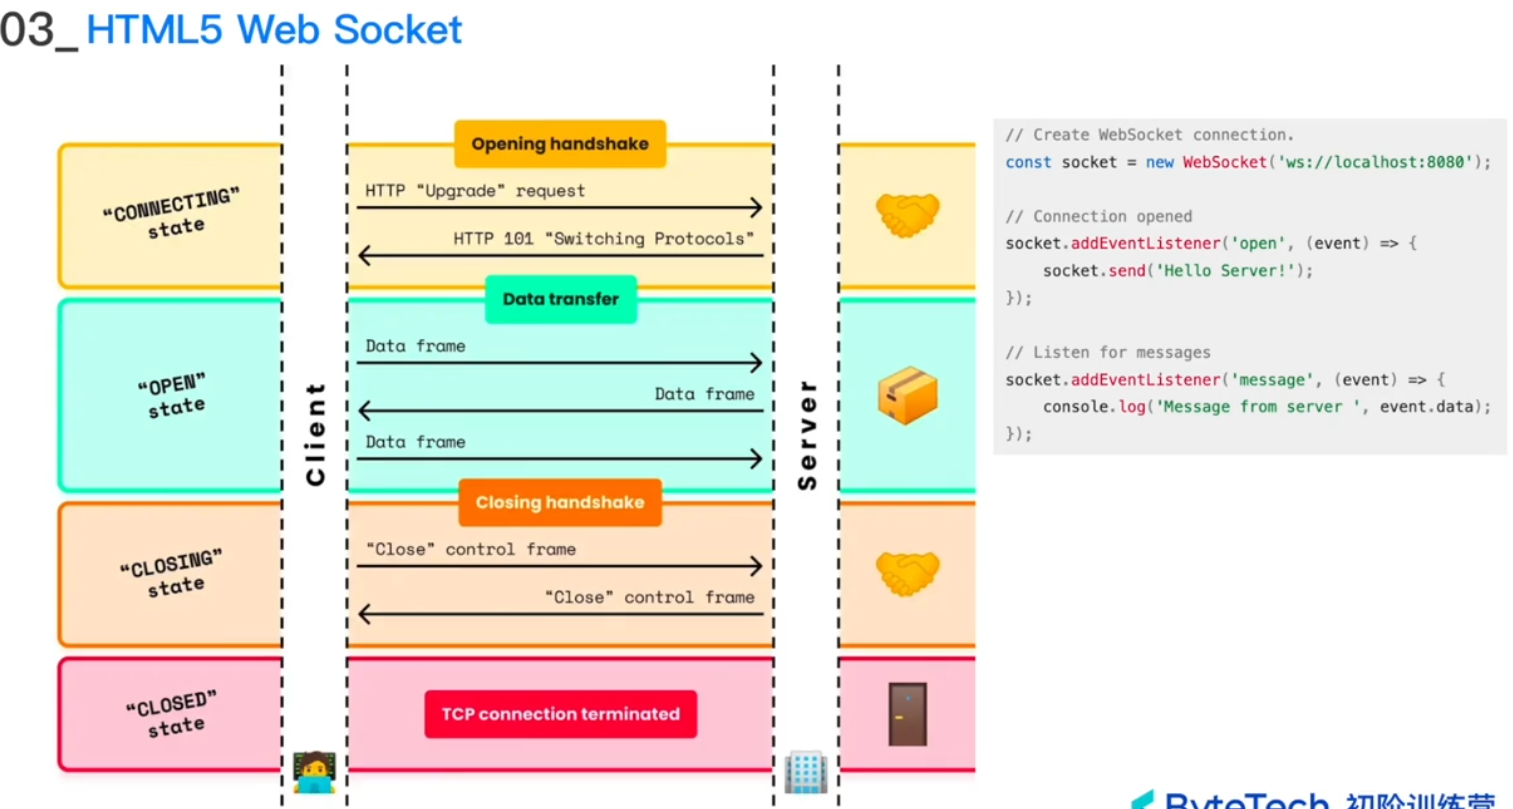 03_ HTML5 Web Socket
Opening handshake
“CONNECTING”
state
HTTP “Upgrade” request
HTTP 101 “Switching Protocols”
Data transfer
“OPEN”
state
Data frame
Data frame
Data frame
Client
Server
Closing handshake
“CLOSING”
state
“Close” control frame
“Close” control frame
“CLOSED”
state
TCP connection terminated
// Create WebSocket connection.
const socket = new WebSocket('ws://localhost:8080');
// Connection opened
socket.addEventListener('open', (event) => {
    socket.send('Hello Server!');
});
// Listen for messages
socket.addEventListener('message', (event) => {
    console.log('Message from server ', event.data);
});
ByteTech 初阶训练营